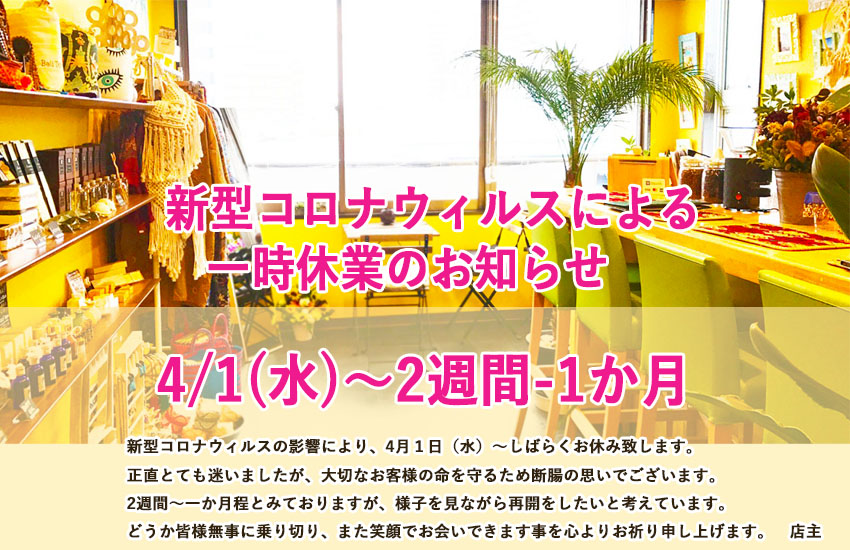 新型コロナウィルスによる
一時休業のお知らせ
4/1(水)～2週間-1か月
新型コロナウィルスの影響により、4月１日（水）～しばらくお休み致します。
正直とても迷いましたが、大切なお客様の命を守るため断腸の思いでございます。
2週間～一か月程とみておりますが、様子を見ながら再開をしたいと考えています。
どうか皆様無事に乗り切り、また笑顔でお会いできます事を心よりお祈り申し上げます。　店主